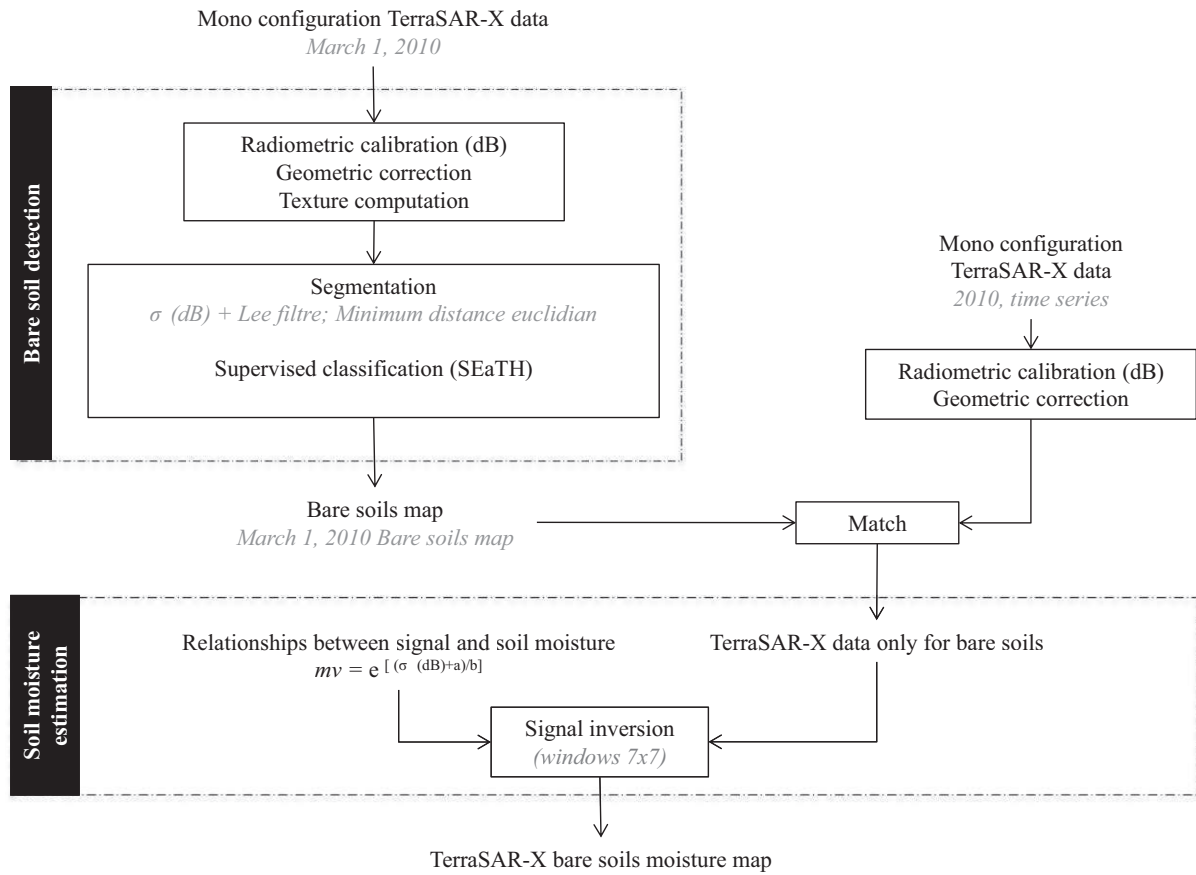 Mono configuration TerraSAR-X data
March 1, 2010
Bare soil detection
Radiometric calibration (dB)
Geometric correction
Texture computation
Segmentation
σ (dB) + Lee filtre; Minimum distance euclidian
Supervised classification (SEaTH)
Mono configuration
TerraSAR-X data
2010, time series
Radiometric calibration (dB)
Geometric correction
Bare soils map
March 1, 2010 Bare soils map
Match
Soil moisture
estimation
Relationships between signal and soil moisture
mv = e [ (σ (dB)+a)/b]
TerraSAR-X data only for bare soils
Signal inversion
(windows 7x7)
TerraSAR-X bare soils moisture map